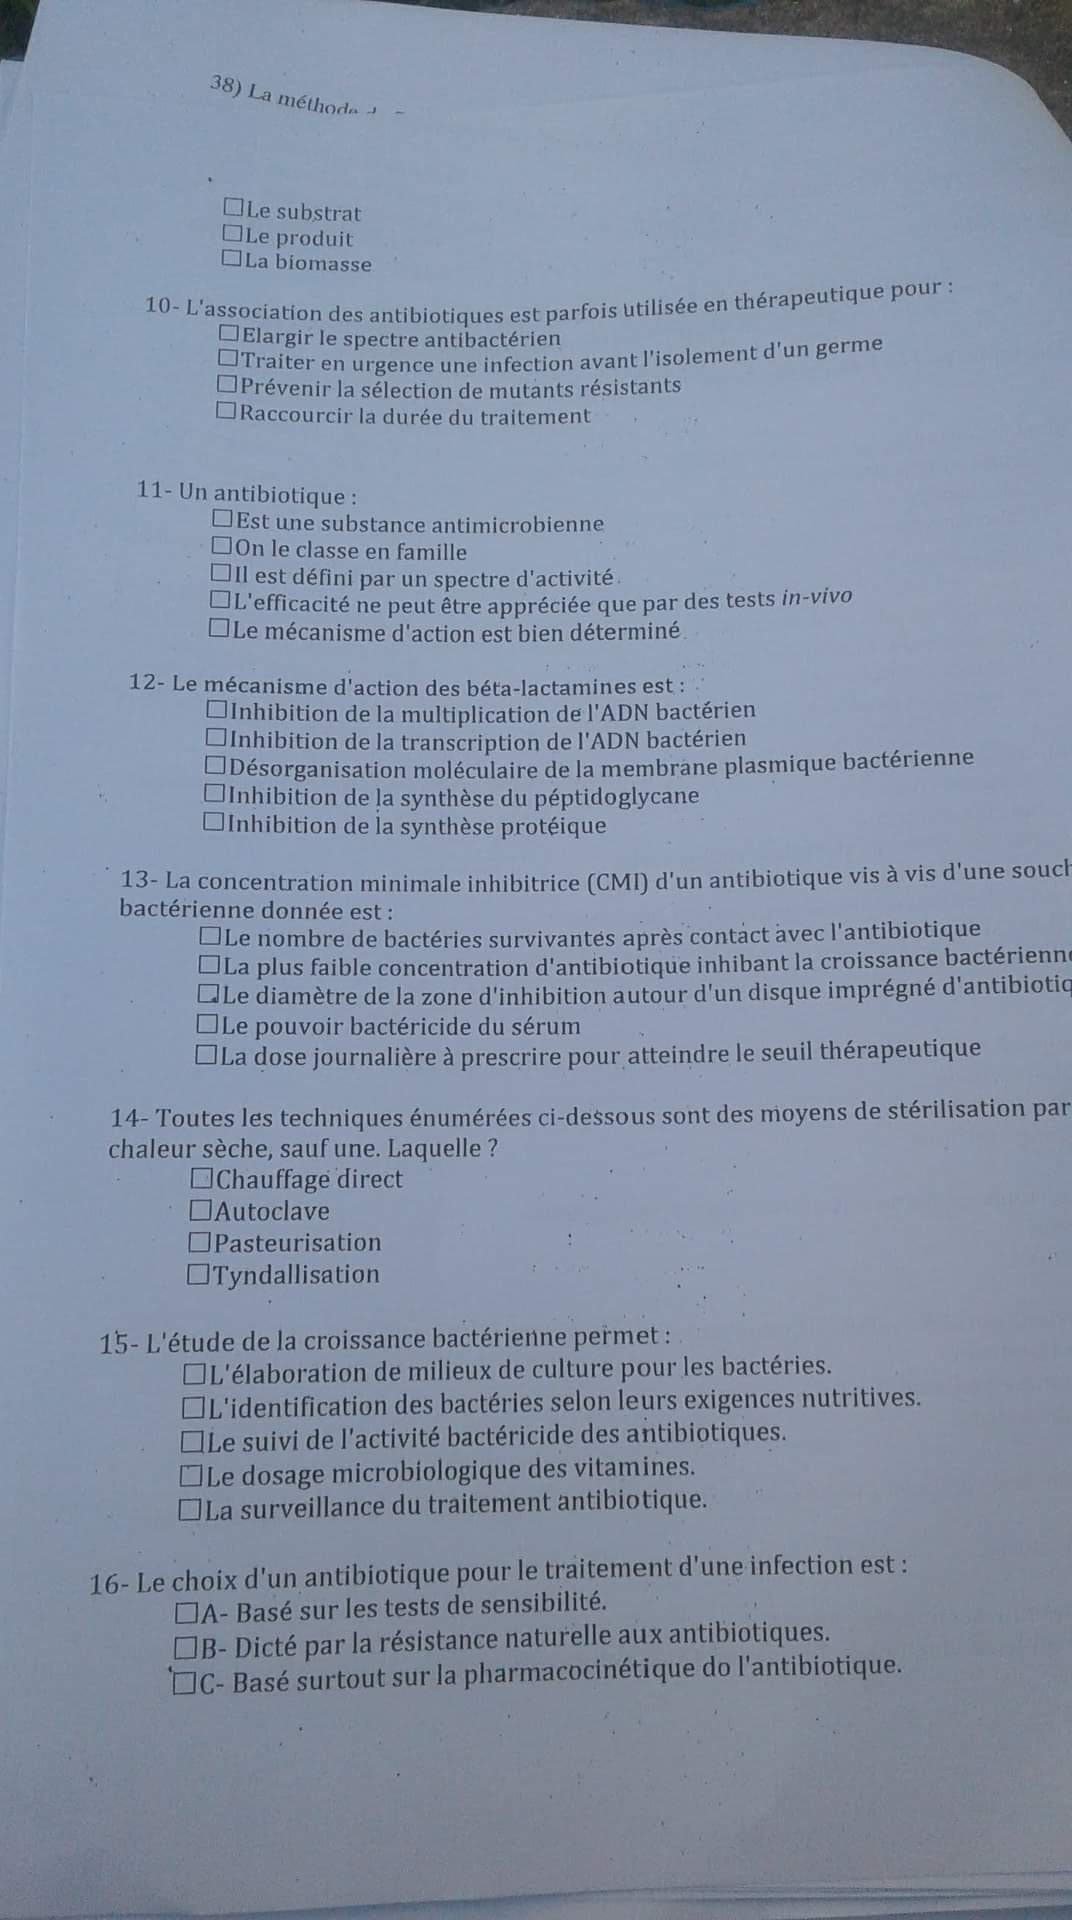 38) La méthode
☐Le substrat
☐Le produit
☐La biomasse
10- L'association des antibiotiques est parfois utilisée en thérapeutique pour :
☐Elargir le spectre antibactérien
☐Traiter en urgence une infection avant l'isolement d'un germe
☐Prévenir la sélection de mutants résistants
☐Raccourcir la durée du traitement
11- Un antibiotique :
☐Est une substance antimicrobienne
☐On le classe en famille
☐Il est défini par un spectre d'activité
☐L'efficacité ne peut être appréciée que par des tests in-vivo
☐Le mécanisme d'action est bien déterminé
12- Le mécanisme d'action des béta-lactamines est :
☐Inhibition de la multiplication de l'ADN bactérien
☐Inhibition de la transcription de l'ADN bactérien
☐Désorganisation moléculaire de la membrane plasmique bactérienne
☐Inhibition de la synthèse du péptidoglycane
☐Inhibition de la synthèse protéique
13- La concentration minimale inhibitrice (CMI) d'un antibiotique vis à vis d'une souch
bactérienne donnée est :
☐Le nombre de bactéries survivantes après contact avec l'antibiotique
☐La plus faible concentration d'antibiotique inhibant la croissance bactérienne
☐Le diamètre de la zone d'inhibition autour d'un disque imprégné d'antibiotiq
☐Le pouvoir bactéricide du sérum
☐La dose journalière à prescrire pour atteindre le seuil thérapeutique
14- Toutes les techniques énumérées ci-dessous sont des moyens de stérilisation par
chaleur sèche, sauf une. Laquelle ?
☐Chauffage direct
☐Autoclave
☐Pasteurisation
☐Tyndallisation
15- L'étude de la croissance bactérienne permet :
☐L'élaboration de milieux de culture pour les bactéries.
☐L'identification des bactéries selon leurs exigences nutritives.
☐Le suivi de l'activité bactéricide des antibiotiques.
☐Le dosage microbiologique des vitamines.
☐La surveillance du traitement antibiotique.
16- Le choix d'un antibiotique pour le traitement d'une infection est :
☐A- Basé sur les tests de sensibilité.
☐B- Dicté par la résistance naturelle aux antibiotiques.
☐C- Basé surtout sur la pharmacocinétique do l'antibiotique.